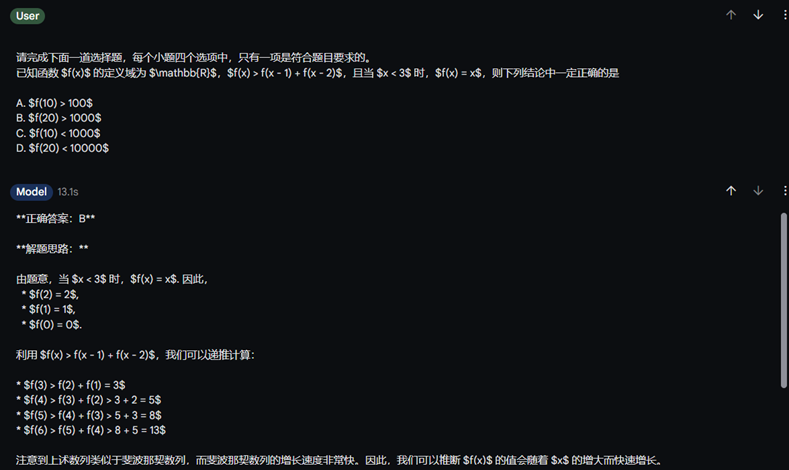 User
请完成下面一道选择题，每个小题四个选项中，只有一项是符合题目要求的。
已知函数 $f(x)$ 的定义域为 $\mathbb{R}$，$f(x) > f(x - 1) + f(x - 2)$，且当 $x < 3$ 时，$f(x) = x$，则下列结论中一定正确的是
A. $f(10) > 100$
B. $f(20) > 1000$
C. $f(10) < 1000$
D. $f(20) < 10000$
Model 13.1s
**正确答案：B**
**解题思路：**
由题意，当 $x < 3$ 时，$f(x) = x$. 因此，
* $f(2) = 2$,
* $f(1) = 1$,
* $f(0) = 0$.
利用 $f(x) > f(x - 1) + f(x - 2)$，我们可以递推计算：
* $f(3) > f(2) + f(1) = 3$
* $f(4) > f(3) + f(2) > 3 + 2 = 5$
* $f(5) > f(4) + f(3) > 5 + 3 = 8$
* $f(6) > f(5) + f(4) > 8 + 5 = 13$
注意到上述数列类似于斐波那契数列，而斐波那契数列的增长速度非常快。因此，我们可以推断 $f(x)$ 的值会随着 $x$ 的增大而快速增长。